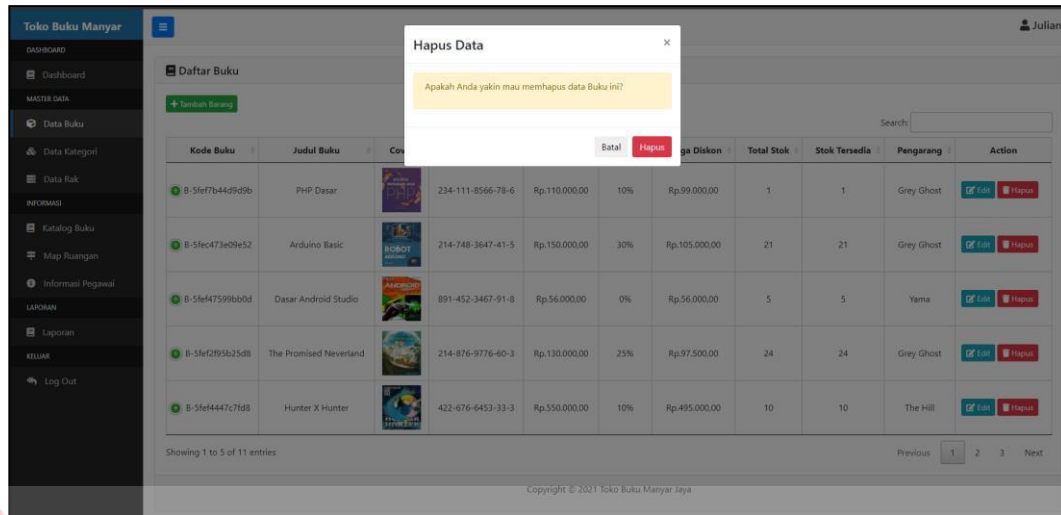 Toko Buku Manyar
Julian
DASHBOARD
Dashboard
MASTER DATA
Data Buku
Data Kategori
Data Rak
INFORMASI
Katalog Buku
Map Ruangan
Informasi Pegawai
LAPORAN
Laporan
KELUAR
Log Out
Hapus Data ×
Apakah Anda yakin mau memhapus data Buku ini?
Batal Hapus
Daftar Buku
+ Tambah Barang
Search:
Kode Buku Judul Buku Cov ga Diskon Total Stok Stok Tersedia Pengarang Action
B-5fef7b44d9d9b PHP Dasar 234-111-8566-78-6 Rp.110.000,00 10% Rp.99.000,00 1 1 Grey Ghost Edit Hapus
PHP
B-5fec473e09e52 Arduino Basic 214-748-3647-41-5 Rp.150.000,00 30% Rp.105.000,00 21 21 Grey Ghost Edit Hapus
ROBOT
B-5fef47599bb0d Dasar Android Studio 891-452-3467-91-8 Rp.56.000,00 0% Rp.56.000,00 5 5 Yama Edit Hapus
ANDROID
B-5fef2f95b25d8 The Promised Neverland 214-876-9776-60-3 Rp.130.000,00 25% Rp.97.500,00 24 24 Grey Ghost Edit Hapus
B-5fef4447c7fd8 Hunter X Hunter 422-676-6453-33-3 Rp.550.000,00 10% Rp.495.000,00 10 10 The Hill Edit Hapus
Showing 1 to 5 of 11 entries
Previous 1 2 3 Next
Copyright © 2021 Toko Buku Manyar Jaya